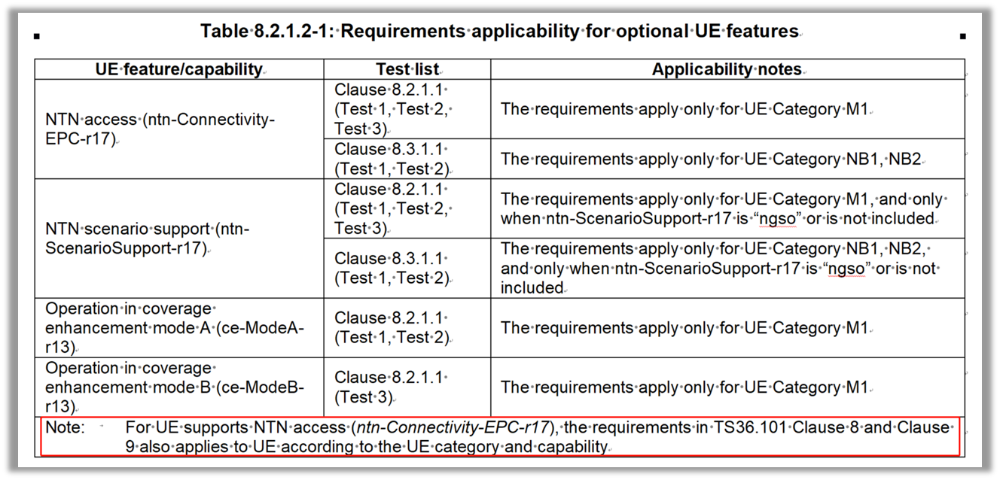 Table 8.2.1.2-1: Requirements applicability for optional UE features
UE feature/capability
Test list
Applicability notes
NTN access (ntn-Connectivity-
EPC-r17)
Clause 8.2.1.1
(Test 1, Test 2,
Test 3)
The requirements apply only for UE Category M1
Clause 8.3.1.1
(Test 1, Test 2)
The requirements apply only for UE Category NB1, NB2
NTN scenario support (ntn-
ScenarioSupport-r17)
Clause 8.2.1.1
(Test 1, Test 2,
Test 3)
The requirements apply only for UE Category M1, and only
when ntn-ScenarioSupport-r17 is “ngso” or is not included
Clause 8.3.1.1
(Test 1, Test 2)
The requirements apply only for UE Category NB1, NB2,
and only when ntn-ScenarioSupport-r17 is “ngso” or is not
included
Operation in coverage
enhancement mode A (ce-ModeA-
r13)
Clause 8.2.1.1
(Test 1, Test 2)
The requirements apply only for UE Category M1
Operation in coverage
enhancement mode B (ce-ModeB-
r13)
Clause 8.2.1.1
(Test 3)
The requirements apply only for UE Category M1
Note: For UE supports NTN access (ntn-Connectivity-EPC-r17), the requirements in TS36.101 Clause 8 and Clause
9 also applies to UE according to the UE category and capability